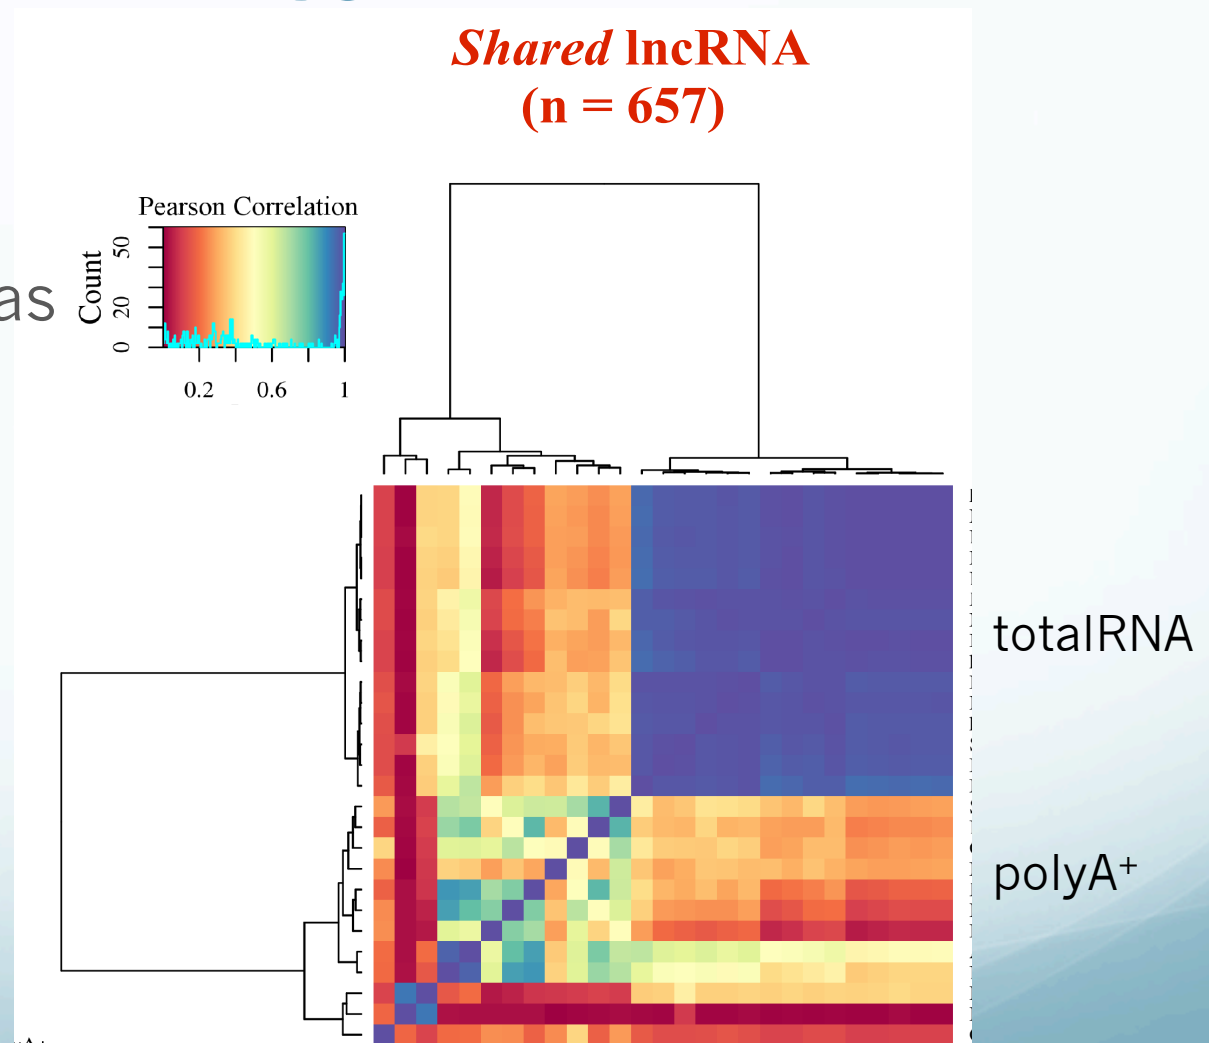 Shared lncRNA
(n = 657)
Pearson Correlation
as
Count
0 20 50
0.2 0.6 1
totalRNA
polyA⁺